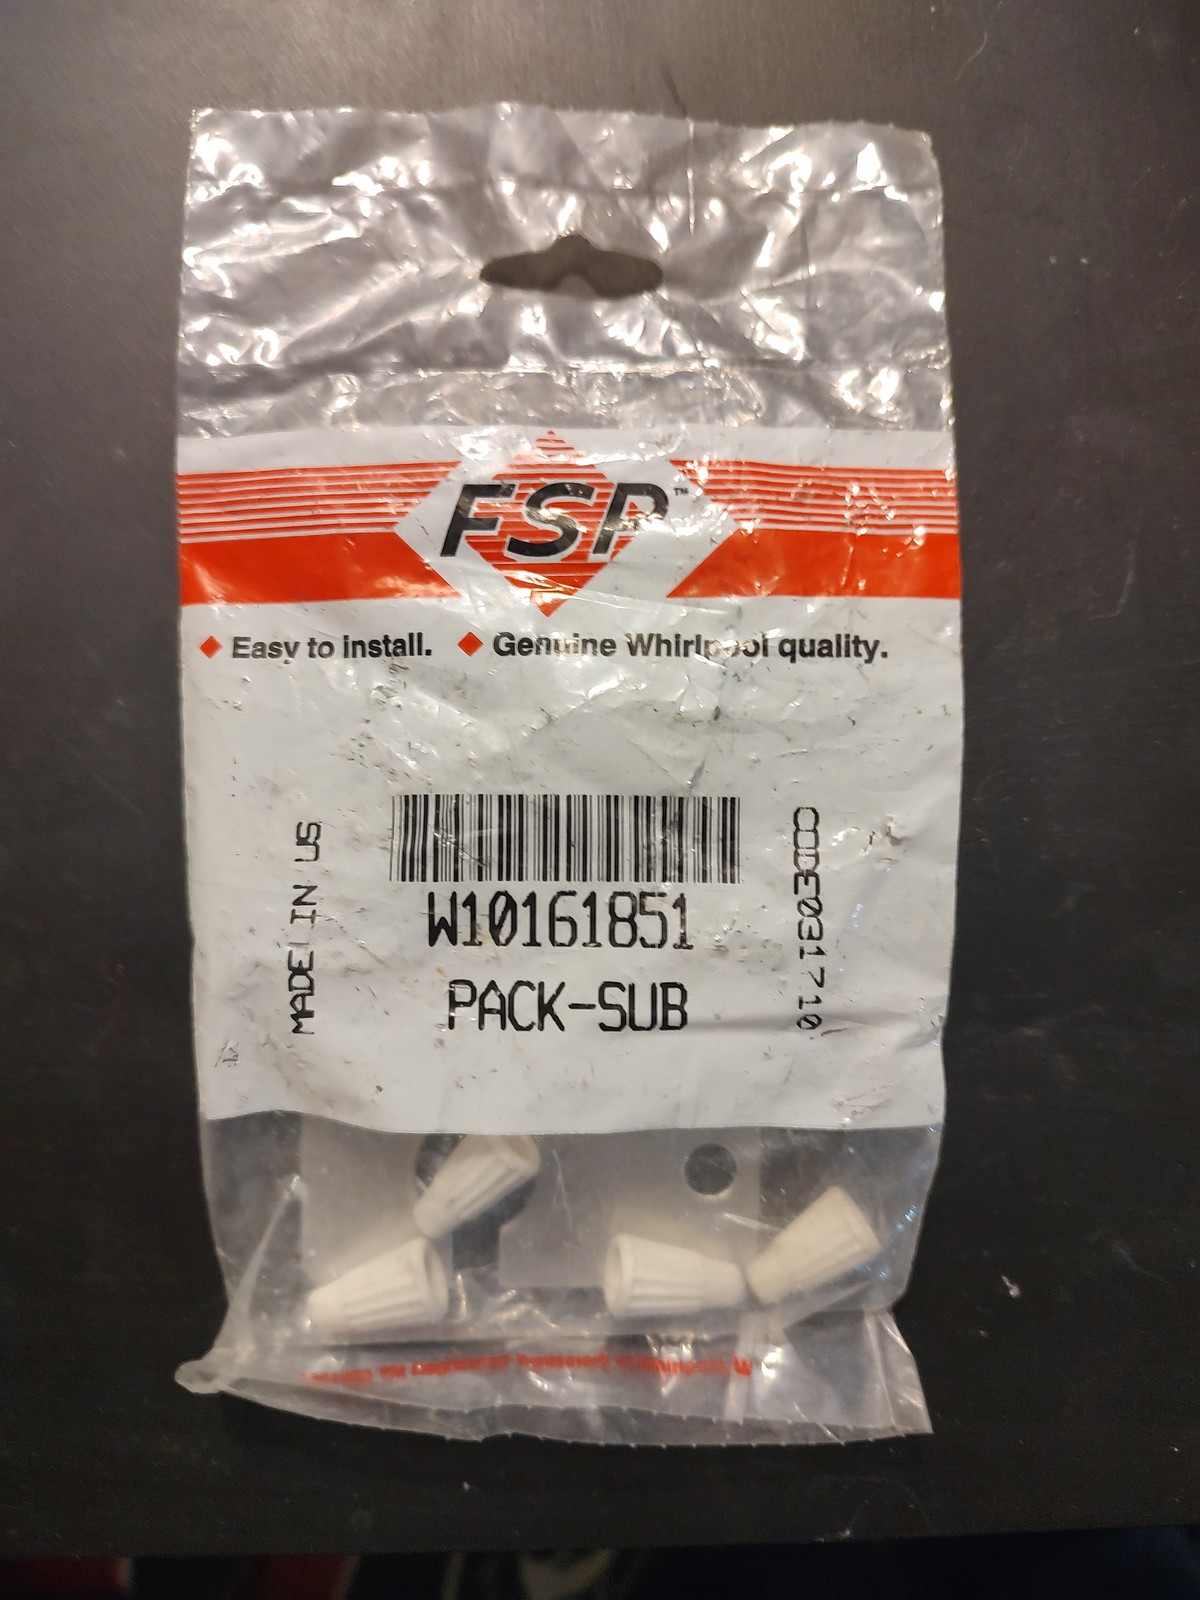 FSP™
◆ Easy to install. ◆ Genuine Whirlpool quality.
MADE IN US
W10161851
PACK-SUB
CODE031710